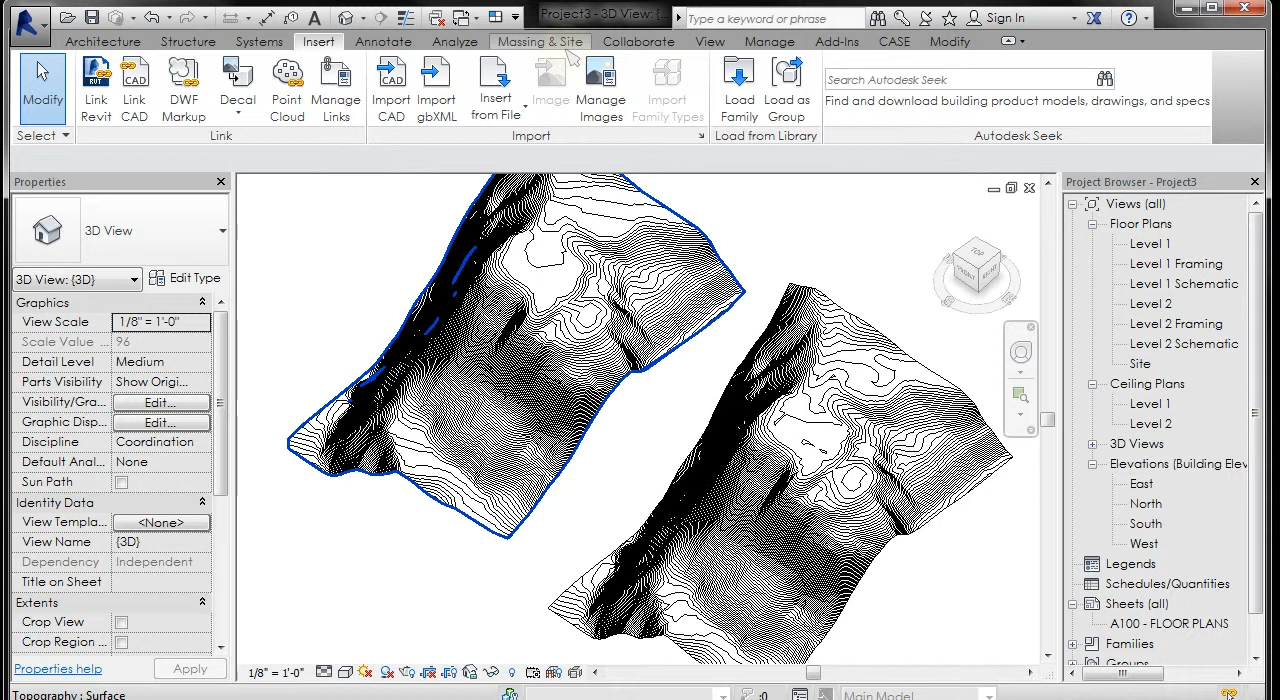 Project3 - 3D View: {...
Type a keyword or phrase
Sign In
Architecture Structure Systems Insert Annotate Analyze Massing & Site Collaborate View Manage Add-Ins CASE Modify
Modify
Link Revit
Link CAD
DWF Markup
Decal
Point Cloud
Manage Links
Import CAD
Import gbXML
Insert from File
Image
Manage Images
Import Family Types
Load Family
Load as Group
Search Autodesk Seek
Find and download building product models, drawings, and specs
Select Link Import Load from Library Autodesk Seek
Properties
3D View
3D View: {3D} Edit Type
Graphics
View Scale 1/8" = 1'-0"
Scale Value ... 96
Detail Level Medium
Parts Visibility Show Origi...
Visibility/Gra... Edit...
Graphic Disp... Edit...
Discipline Coordination
Default Anal... None
Sun Path
Identity Data
View Templa... <None>
View Name {3D}
Dependency Independent
Title on Sheet
Extents
Crop View
Crop Region ...
Properties help Apply
TOP
FRONT
RIGHT
1/8" = 1'-0"
Project Browser - Project3
Views (all)
Floor Plans
Level 1
Level 1 Framing
Level 1 Schematic
Level 2
Level 2 Framing
Level 2 Schematic
Site
Ceiling Plans
Level 1
Level 2
3D Views
Elevations (Building Elev
East
North
South
West
Legends
Schedules/Quantities
Sheets (all)
A100 - FLOOR PLANS
Families
Groups
Topography : Surface
:0
Main Model